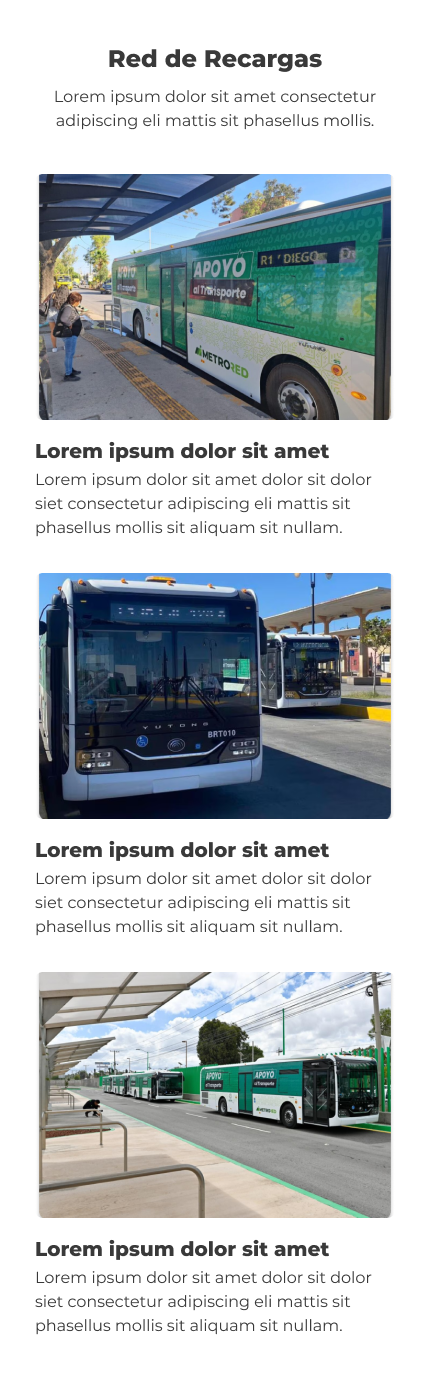 Red de Recargas
Lorem ipsum dolor sit amet consectetur
adipiscing eli mattis sit phasellus mollis.
APOYO
al Transporte
R1 DIEGO
METRORED
Lorem ipsum dolor sit amet
Lorem ipsum dolor sit amet dolor sit dolor
siet consectetur adipiscing eli mattis sit
phasellus mollis sit aliquam sit nullam.
YUTONG
BRT010
Lorem ipsum dolor sit amet
Lorem ipsum dolor sit amet dolor sit dolor
siet consectetur adipiscing eli mattis sit
phasellus mollis sit aliquam sit nullam.
APOYO
al Transporte
APOYO
al Transporte
METRORED
Lorem ipsum dolor sit amet
Lorem ipsum dolor sit amet dolor sit dolor
siet consectetur adipiscing eli mattis sit
phasellus mollis sit aliquam sit nullam.